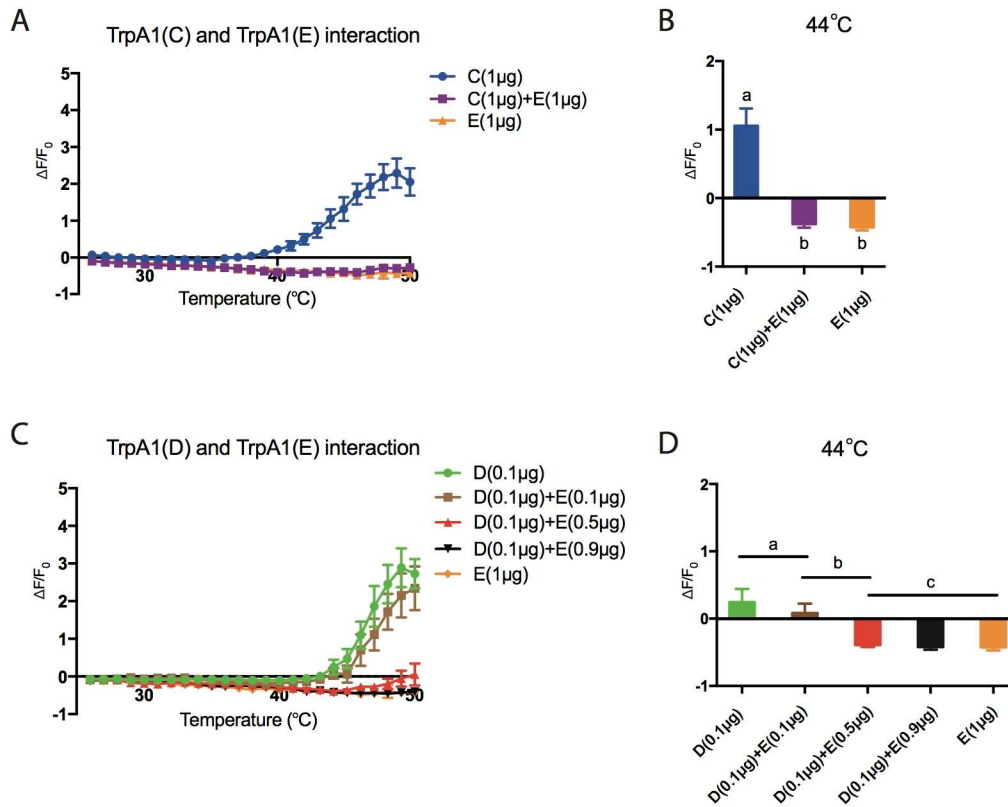 A
TrpA1(C) and TrpA1(E) interaction
C(1µg)
C(1µg)+E(1µg)
E(1µg)
5
4
3
2
1
0
-1
ΔF/F0
30
40
50
Temperature (°C)
B
44°C
a
b
b
1
0
-1
2
ΔF/F0
C(1µg)
C(1µg)+E(1µg)
E(1µg)
C
TrpA1(D) and TrpA1(E) interaction
D(0.1µg)
D(0.1µg)+E(0.1µg)
D(0.1µg)+E(0.5µg)
D(0.1µg)+E(0.9µg)
E(1µg)
5
4
3
2
1
0
-1
ΔF/F0
30
40
50
Temperature (°C)
D
44°C
a
b
c
2
1
0
-1
ΔF/F0
D(0.1µg)
D(0.1µg)+E(0.1µg)
D(0.1µg)+E(0.5µg)
D(0.1µg)+E(0.9µg)
E(1µg)